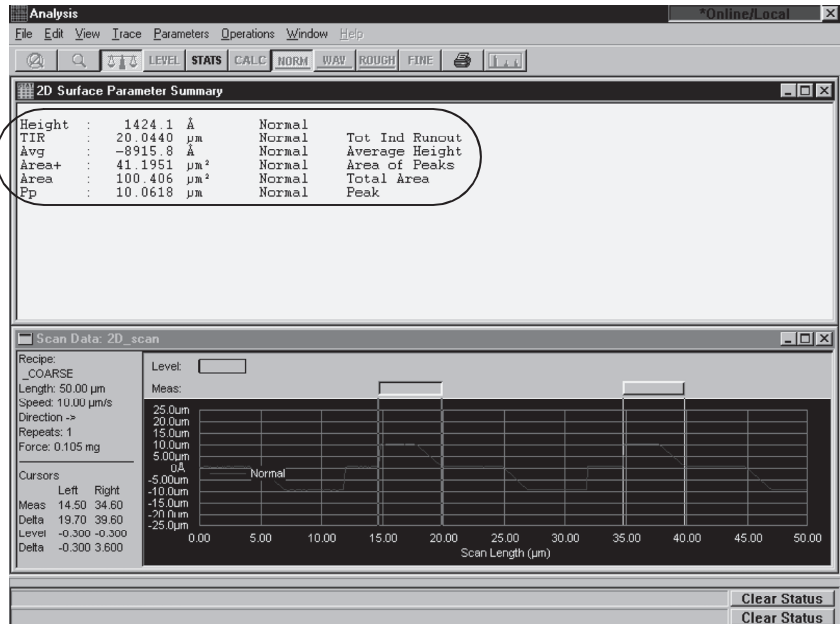 Analysis *Online/Local
File Edit View Trace Parameters Operations Window Help
LEVEL STATS CALC NORM WAV ROUGH FINE
2D Surface Parameter Summary
Height : 1424.1 Å Normal
TIR : 20.0440 µm Normal Tot Ind Runout
Avg : -8915.8 Å Normal Average Height
Area+ : 41.1951 µm² Normal Area of Peaks
Area : 100.406 µm² Normal Total Area
Pp : 10.0618 µm Normal Peak
Scan Data: 2D_scan
Recipe:
_COARSE
Length: 50.00 µm
Speed: 10.00 µm/s
Direction ->
Repeats: 1
Force: 0.105 mg
Cursors
Left Right
Meas 14.50 34.60
Delta 19.70 39.60
Level -0.300 -0.300
Delta -0.300 3.600
Level:
Meas:
25.0um
20.0um
15.0um
10.0um
5.00um
0Å
-5.00um
-10.0um
-15.0um
-20.0um
-25.0µm
Normal
0.00 5.00 10.00 15.00 20.00 25.00 30.00 35.00 40.00 45.00 50.00
Scan Length (µm)
Clear Status
Clear Status